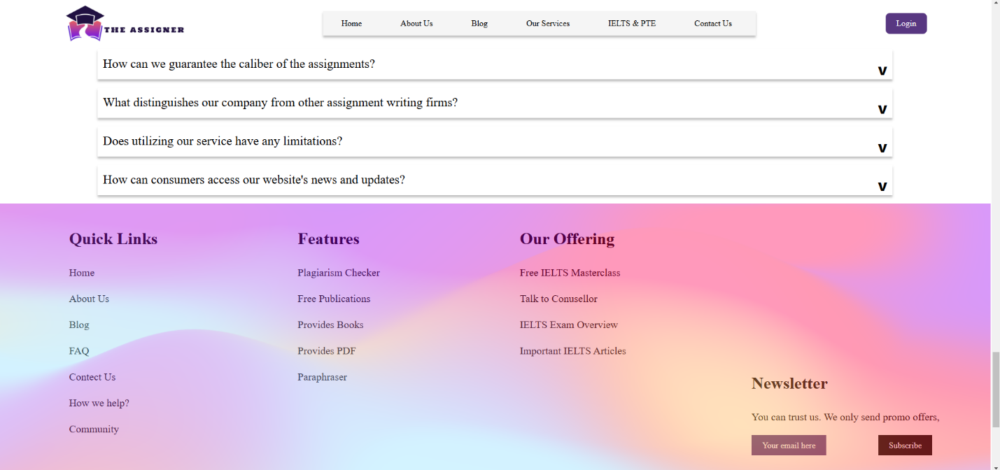 THE ASSIGNER
Home
About Us
Blog
Our Services
IELTS & PTE
Contact Us
Login
How can we guarantee the caliber of the assignments?
v
What distinguishes our company from other assignment writing firms?
v
Does utilizing our service have any limitations?
v
How can consumers access our website's news and updates?
v
Quick Links
Home
About Us
Blog
FAQ
Contect Us
How we help?
Community
Features
Plagiarism Checker
Free Publications
Provides Books
Provides PDF
Paraphraser
Our Offering
Free IELTS Masterclass
Talk to Conusellor
IELTS Exam Overview
Important IELTS Articles
Newsletter
You can trust us. We only send promo offers,
Your email here
Subscribe